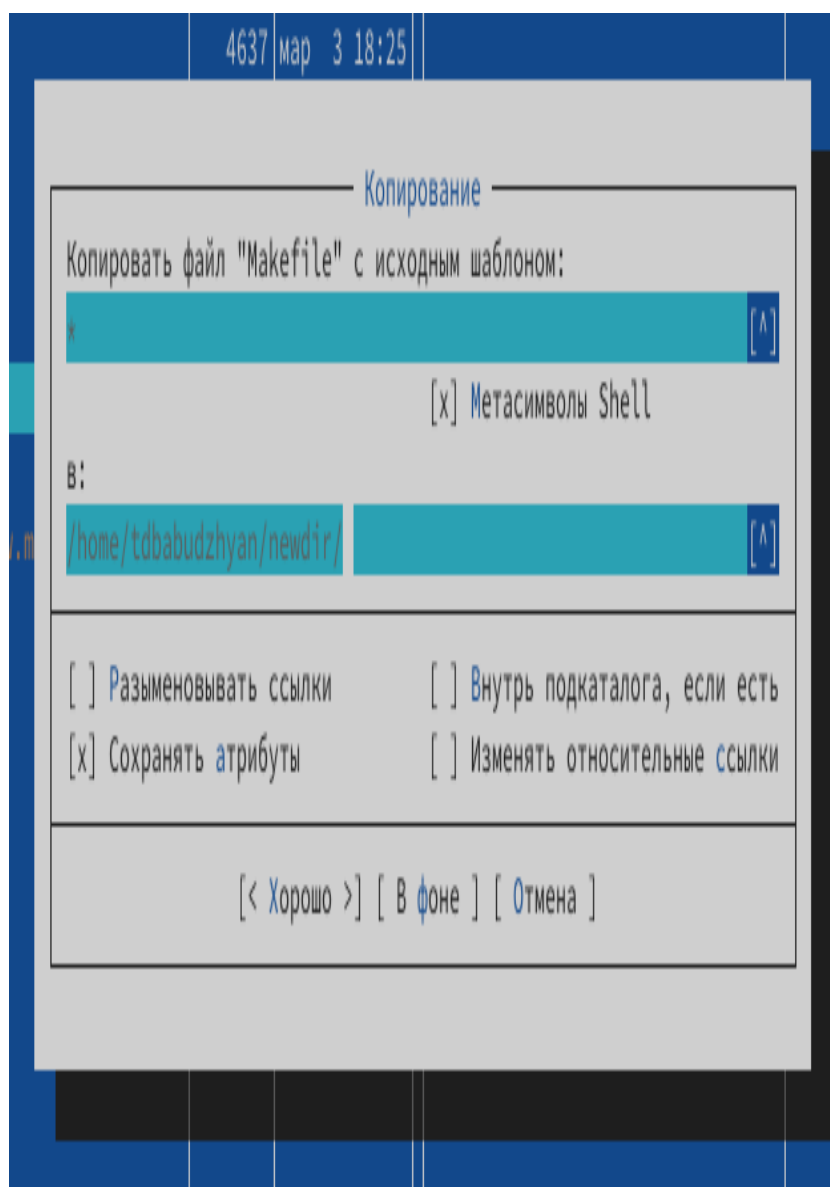 4637 мар 3 18:25
Копирование
Копировать файл "Makefile" с исходным шаблоном:
* [^]
[x] Метасимволы Shell
в:
/home/tdbabudzhyan/newdir/ [^]
[ ] Разыменовывать ссылки [ ] Внутрь подкаталога, если есть
[x] Сохранять атрибуты [ ] Изменять относительные ссылки
[< Хорошо >] [ В фоне ] [ Отмена ]